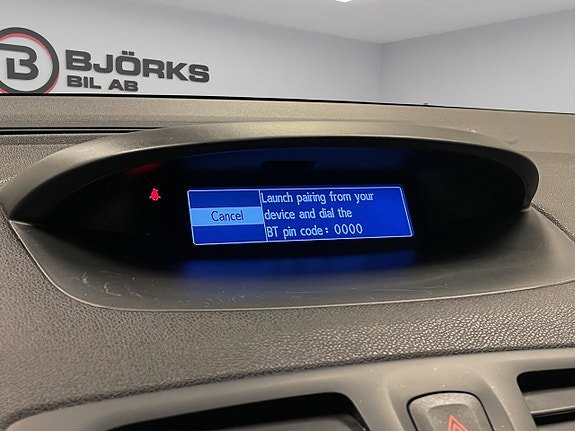 B
BJÖRKS
BIL AB
Cancel
Launch pairing from your
device and dial the
BT pin code: 0000